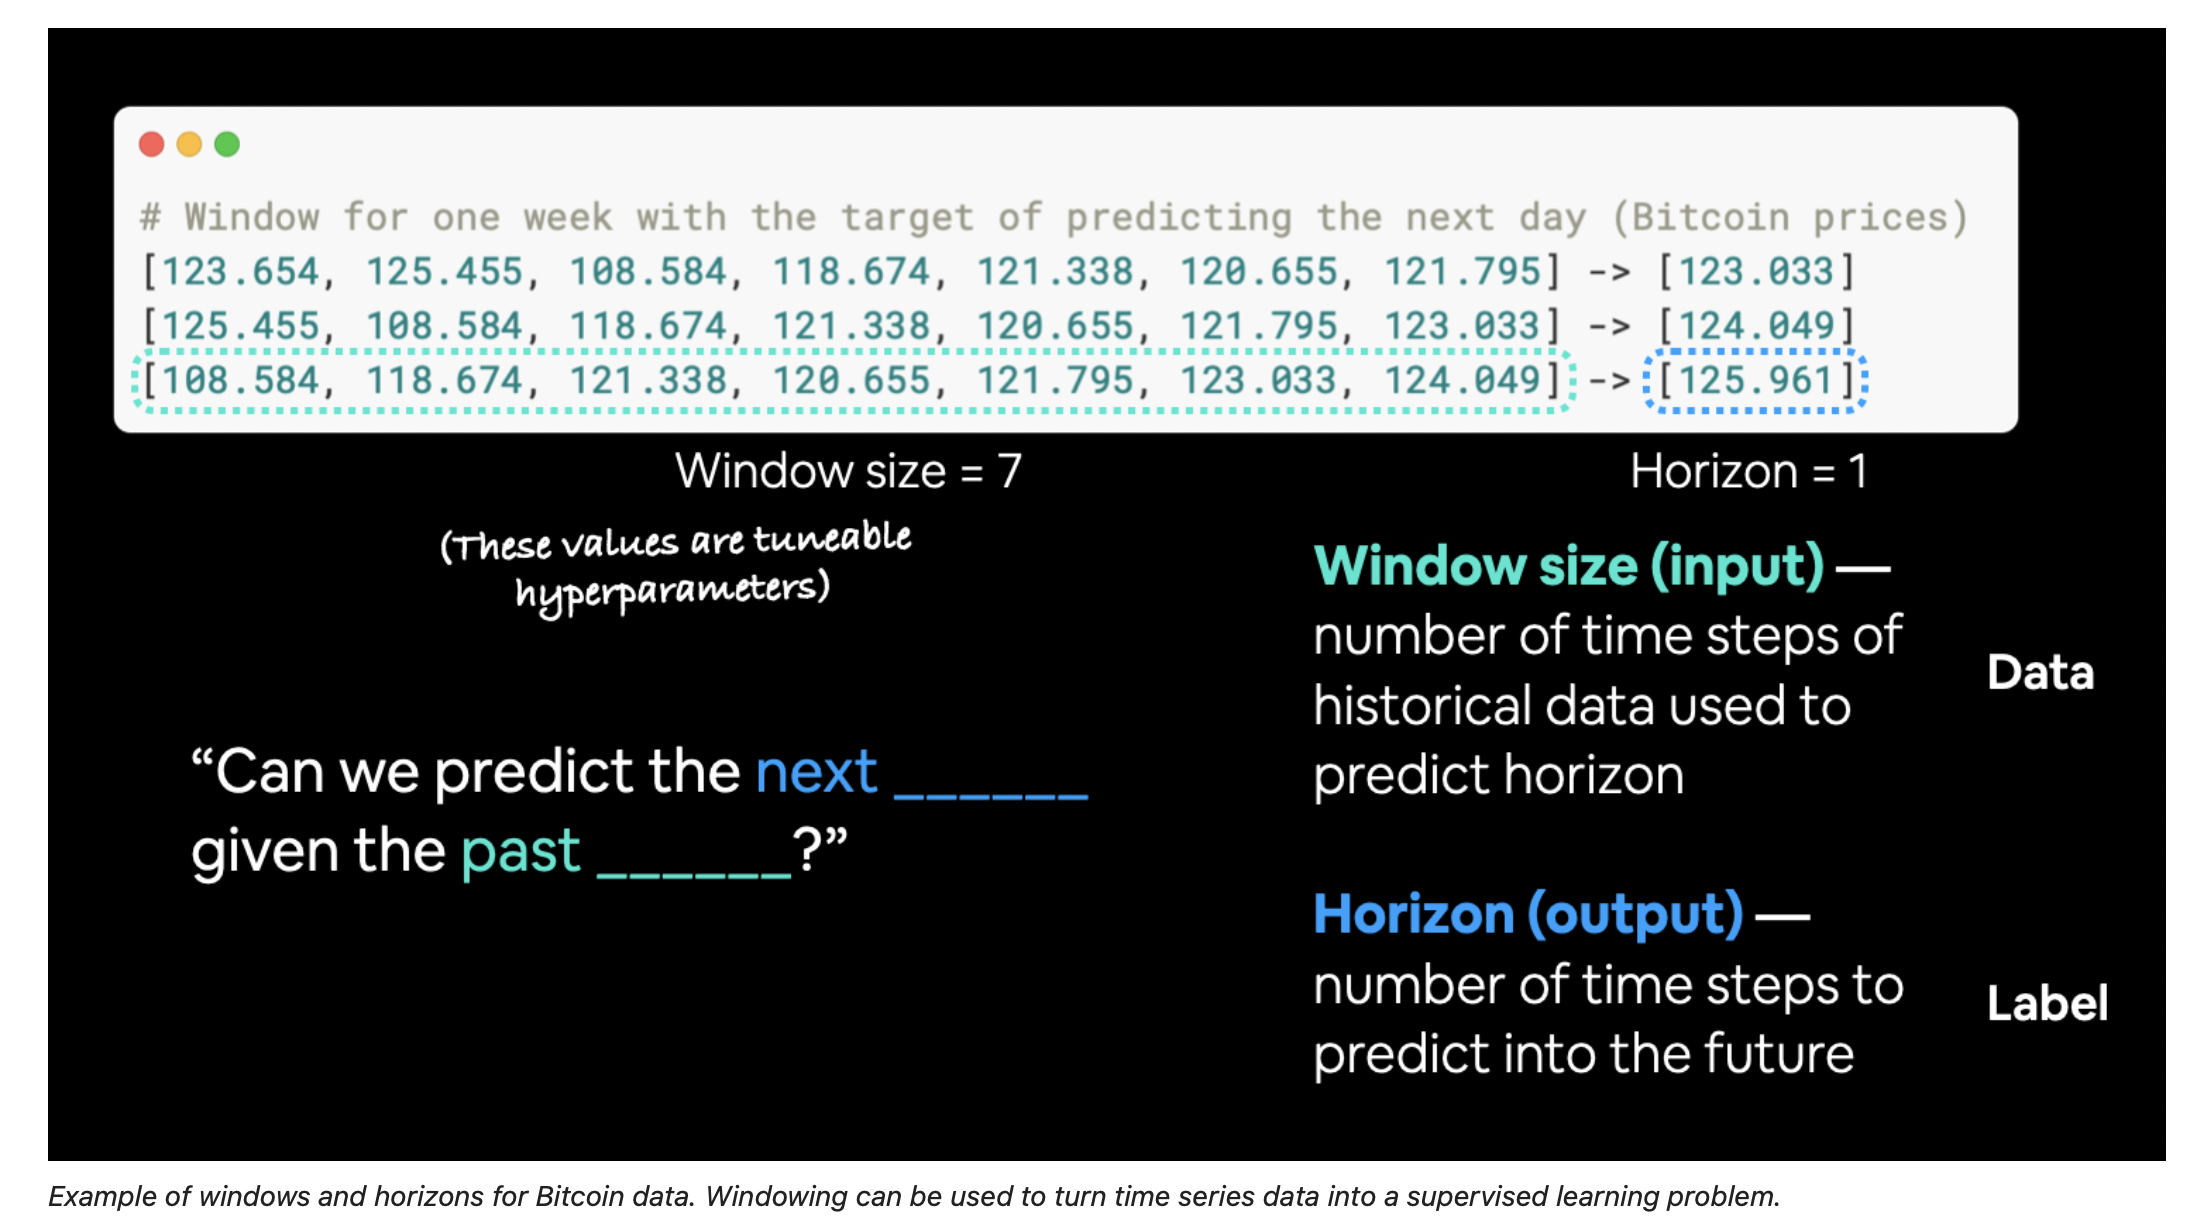 # Window for one week with the target of predicting the next day (Bitcoin prices)
[123.654, 125.455, 108.584, 118.674, 121.338, 120.655, 121.795] -> [123.033]
[125.455, 108.584, 118.674, 121.338, 120.655, 121.795, 123.033] -> [124.049]
[108.584, 118.674, 121.338, 120.655, 121.795, 123.033, 124.049] -> [125.961]
Window size = 7
Horizon = 1
(These values are tuneable
hyperparameters)
“Can we predict the next ______
given the past ______?”
Window size (input) —
number of time steps of
historical data used to
predict horizon
Data
Horizon (output) —
number of time steps to
predict into the future
Label
Example of windows and horizons for Bitcoin data. Windowing can be used to turn time series data into a supervised learning problem.